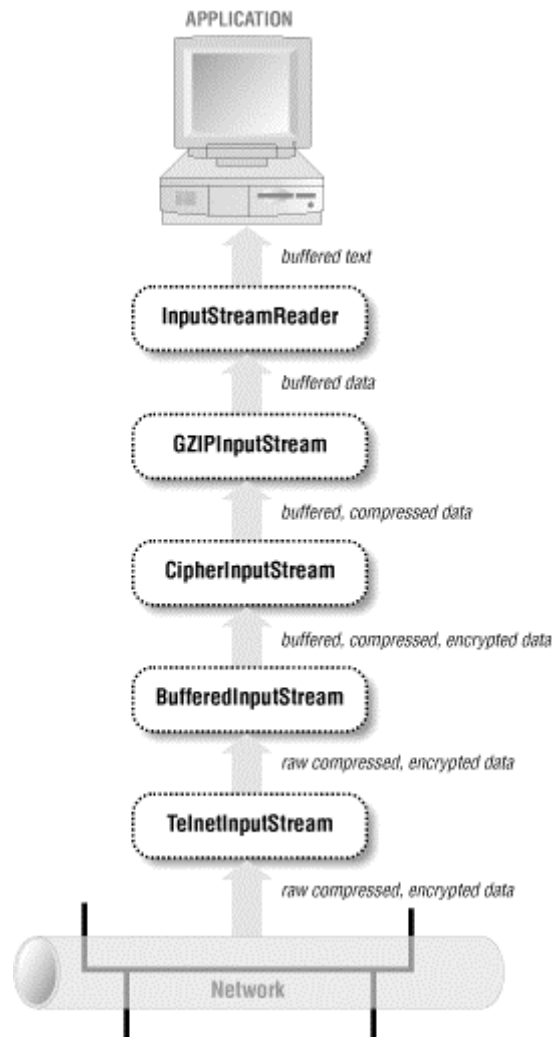 APPLICATION
buffered text
InputStreamReader
buffered data
GZIPInputStream
buffered, compressed data
CipherInputStream
buffered, compressed, encrypted data
BufferedInputStream
raw compressed, encrypted data
TelnetInputStream
raw compressed, encrypted data
Network